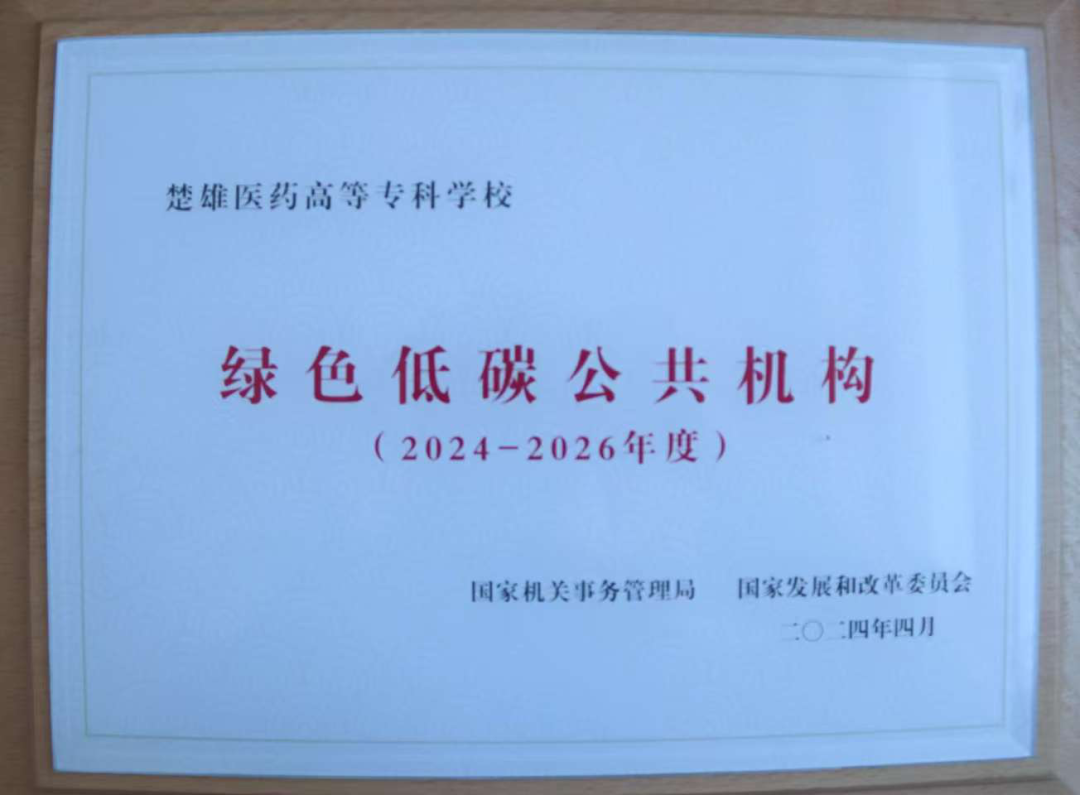 楚雄医药高等专科学校
绿色低碳公共机构
（2024-2026年度）
国家机关事务管理局 国家发展和改革委员会
二〇二四年四月